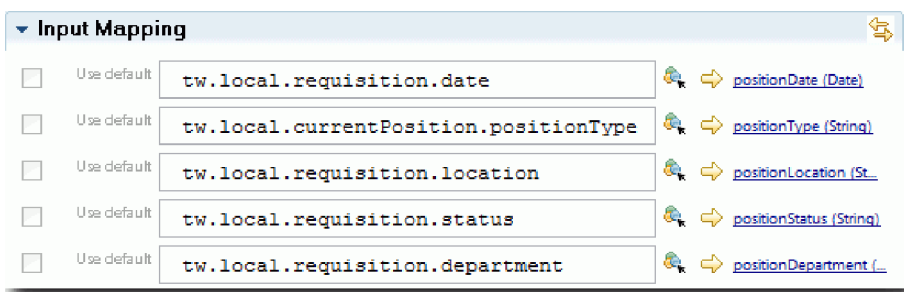 Input Mapping
Use default tw.local.requisition.date positionDate (Date)
Use default tw.local.currentPosition.positionType positionType (String)
Use default tw.local.requisition.location positionLocation (St...
Use default tw.local.requisition.status positionStatus (String)
Use default tw.local.requisition.department positionDepartment (...